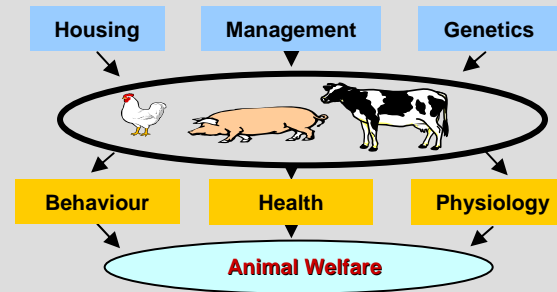 Housing
Management
Genetics
Behaviour
Health
Physiology
Animal Welfare